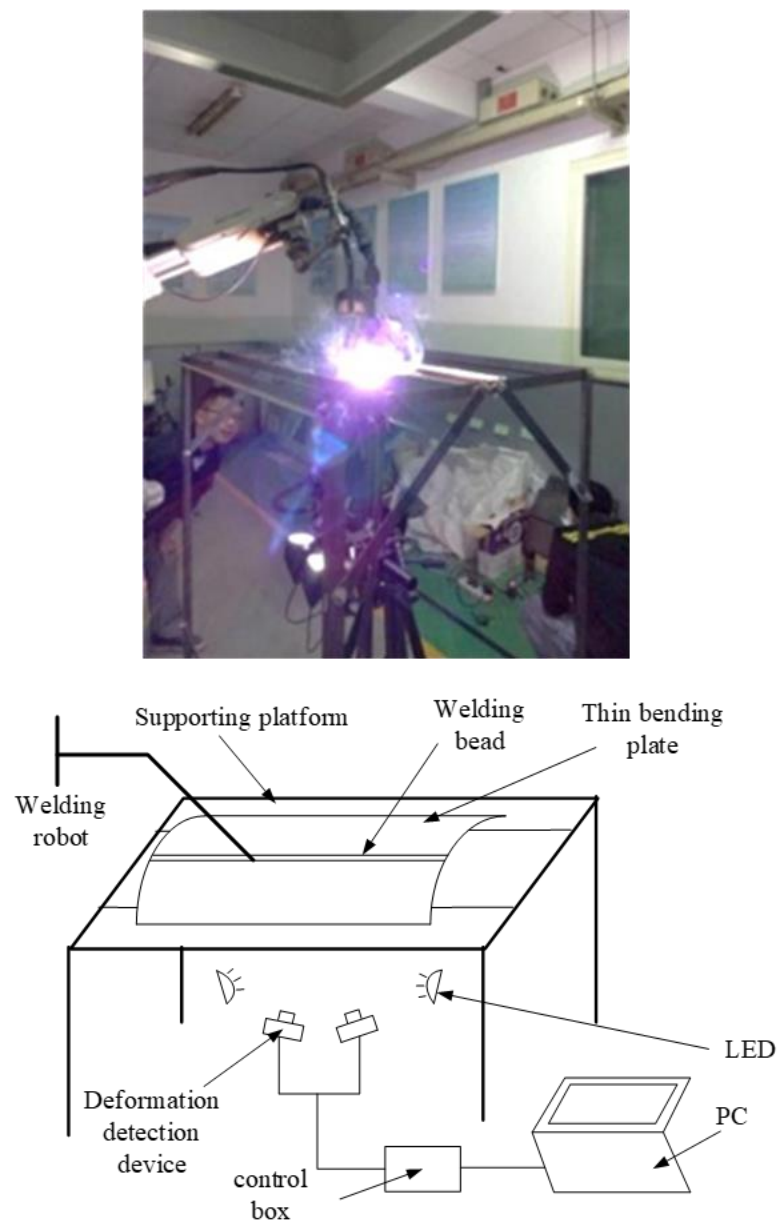 Supporting platform
Welding
bead
Thin bending
plate
Welding
robot
LED
Deformation
detection
device
PC
control
box